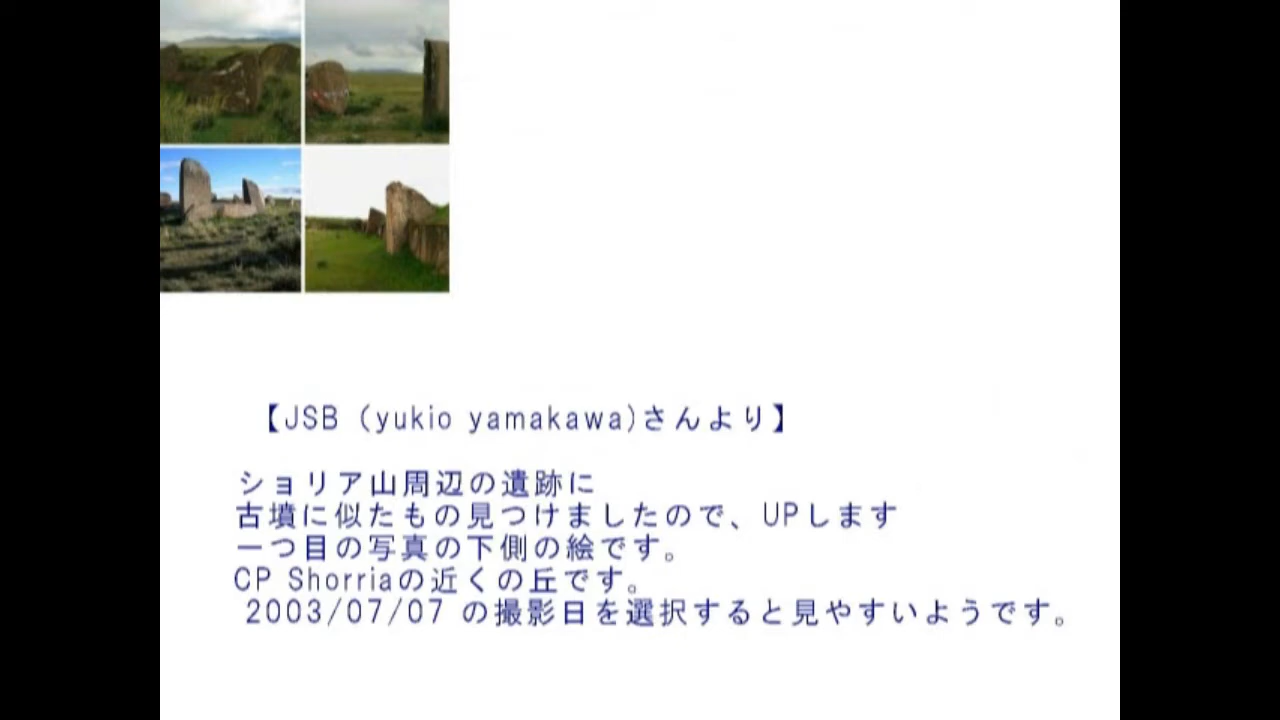 【JSB (yukio yamakawa)さんより】
ショリア山周辺の遺跡に
古墳に似たもの見つけましたので、UPします
一つ目の写真の下側の絵です。
CP Shorriaの近くの丘です。
2003/07/07 の撮影日を選択すると見やすいようです。